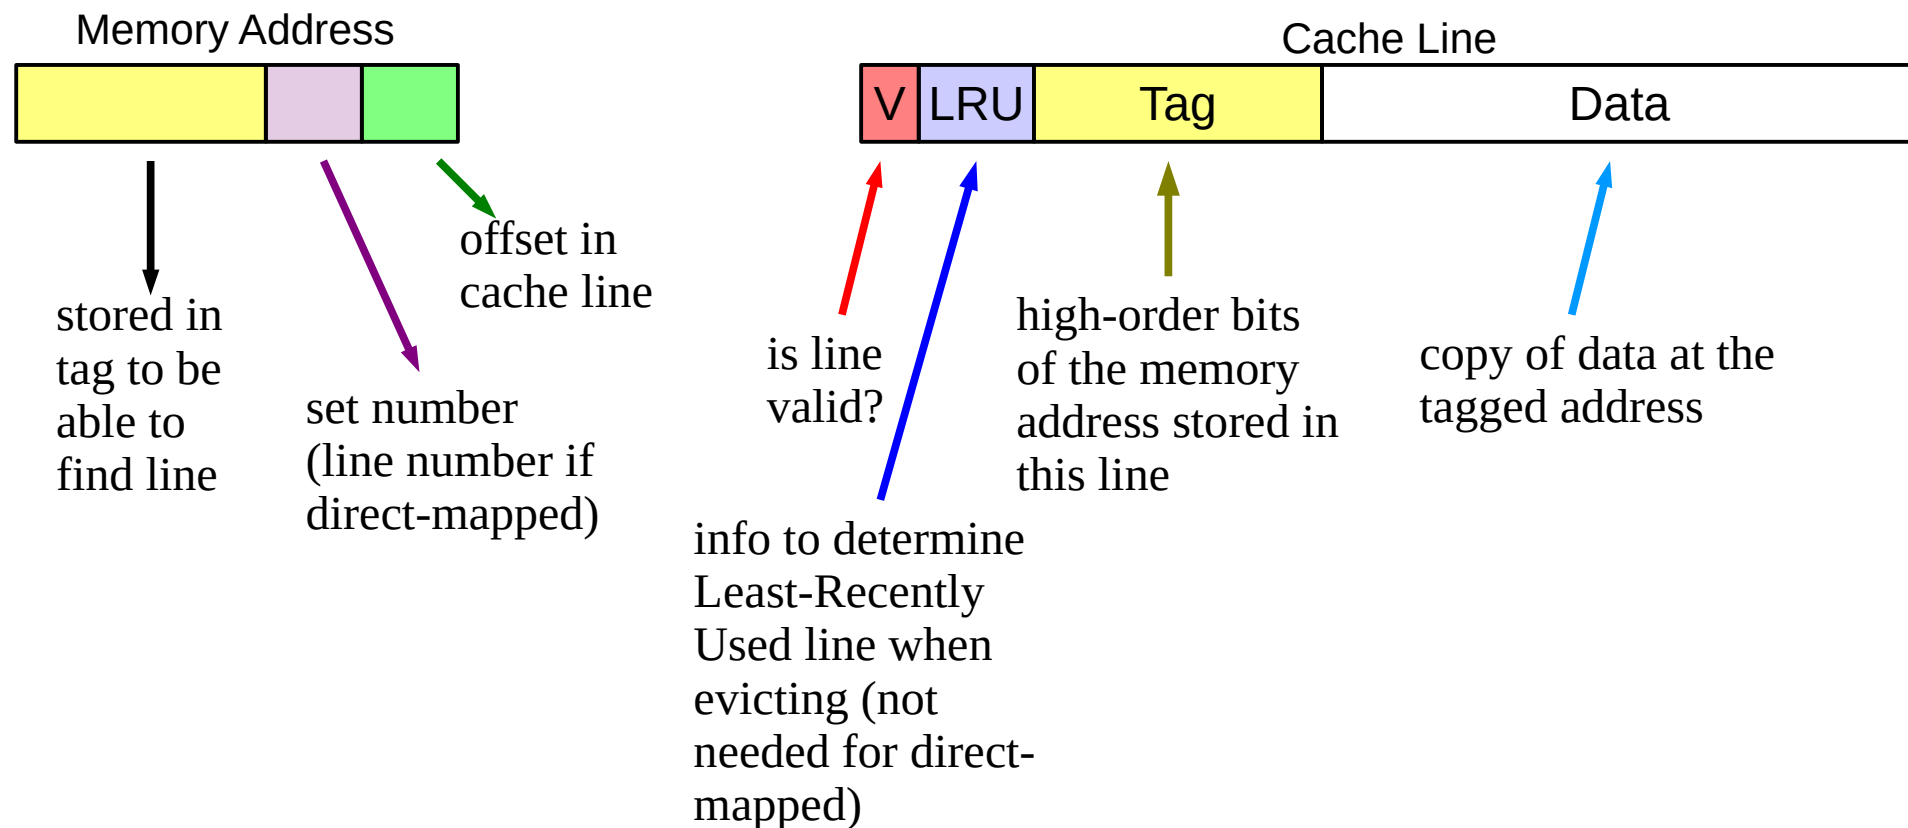 Memory Address
stored in
tag to be
able to
find line
set number
(line number if
direct-mapped)
offset in
cache line
Cache Line
V LRU Tag Data
is line
valid?
info to determine
Least-Recently
Used line when
evicting (not
needed for direct-
mapped)
high-order bits
of the memory
address stored in
this line
copy of data at the
tagged address